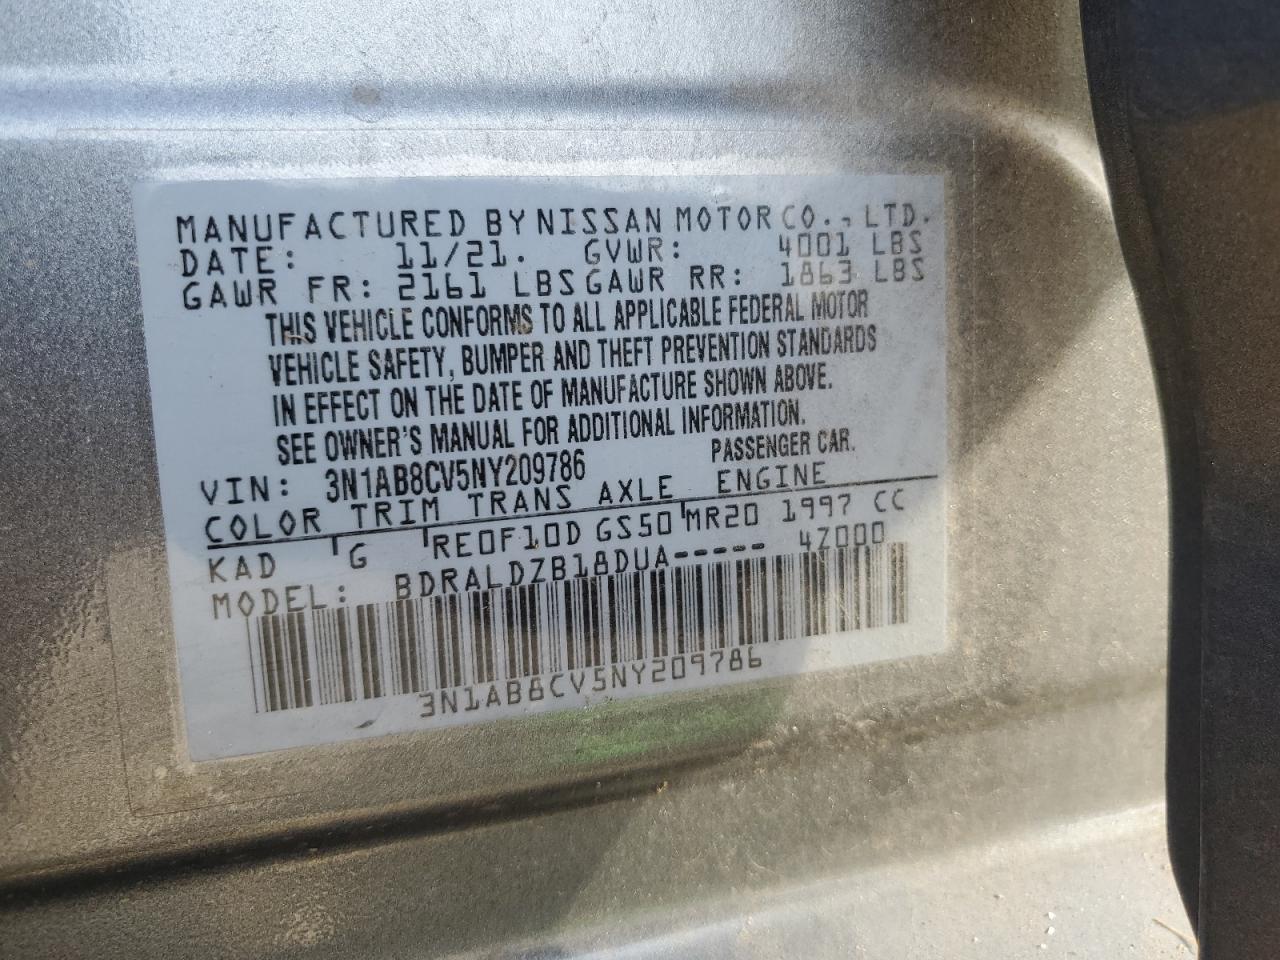 MANUFACTURED BY NISSAN MOTOR CO., LTD.
DATE: 11/21. GVWR: 4001 LBS
GAWR FR: 2161 LBS GAWR RR: 1863 LBS
THIS VEHICLE CONFORMS TO ALL APPLICABLE FEDERAL MOTOR
VEHICLE SAFETY, BUMPER AND THEFT PREVENTION STANDARDS
IN EFFECT ON THE DATE OF MANUFACTURE SHOWN ABOVE.
SEE OWNER'S MANUAL FOR ADDITIONAL INFORMATION.
VIN: 3N1AB8CV5NY209786 PASSENGER CAR.
COLOR TRIM TRANS AXLE ENGINE
KAD G RE0F10D GS50 MR20 1997 CC
MODEL: BDRALDZB18DUA----- 4Z000
3N1AB8CV5NY209786